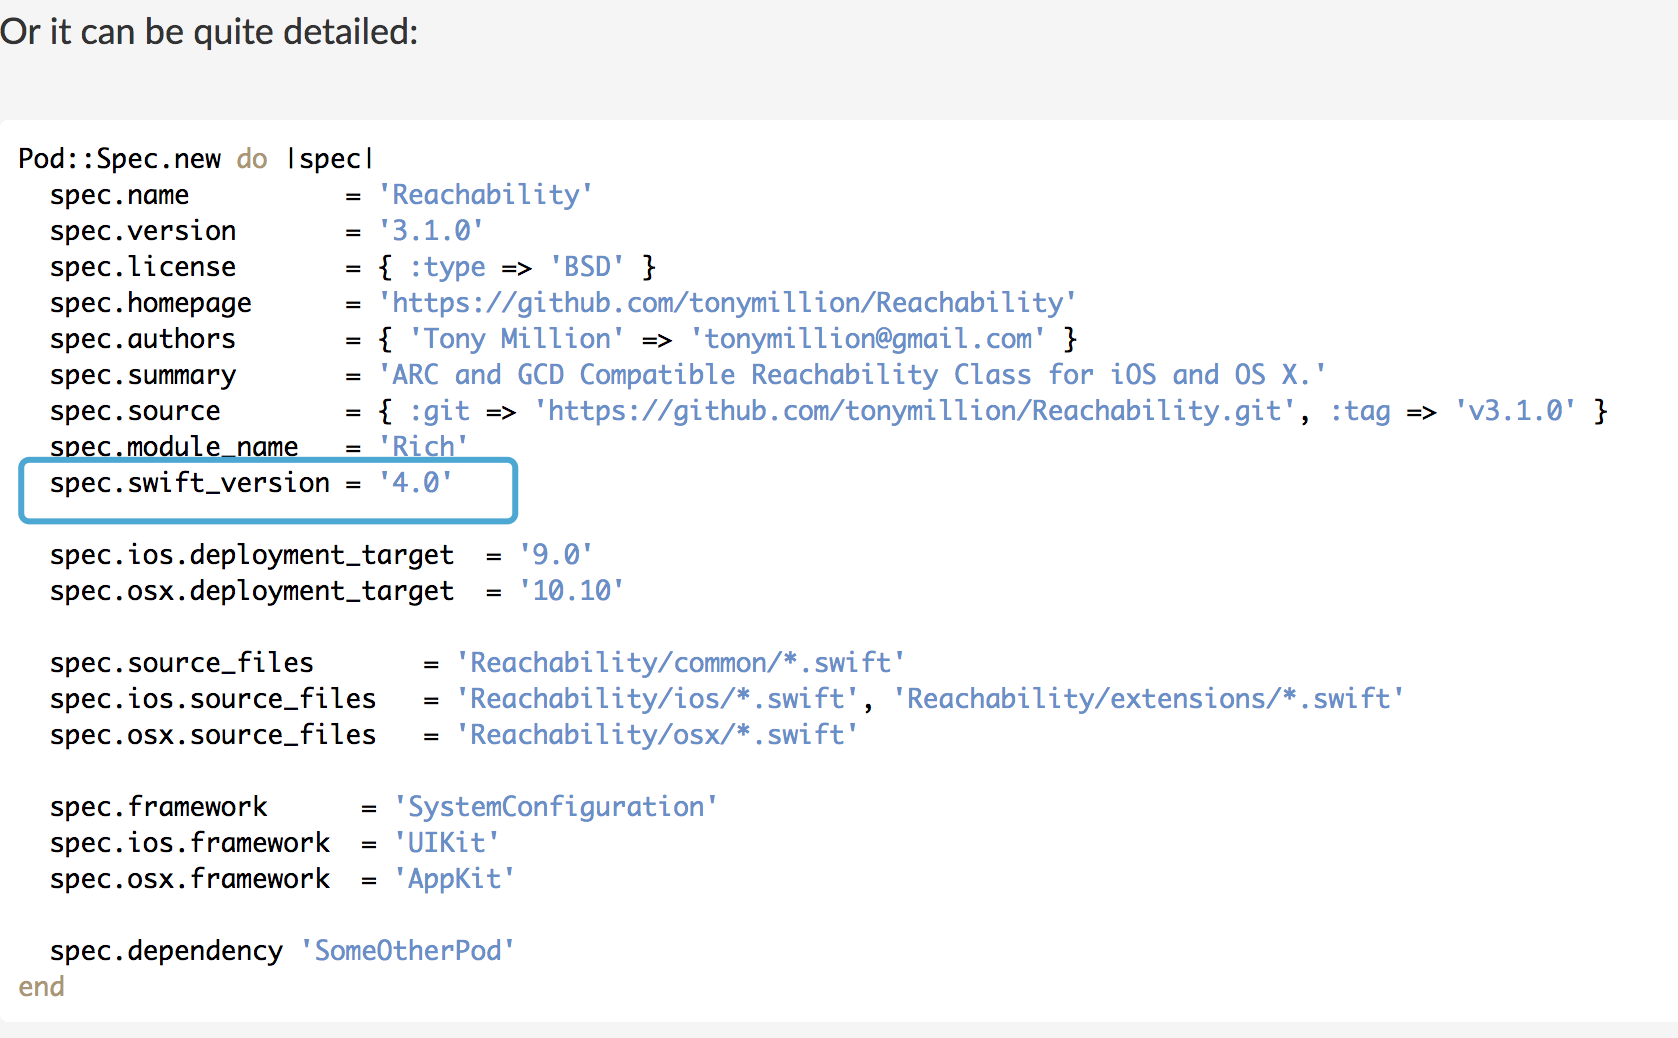 Or it can be quite detailed:
Pod::Spec.new do |spec|
  spec.name          = 'Reachability'
  spec.version       = '3.1.0'
  spec.license       = { :type => 'BSD' }
  spec.homepage      = 'https://github.com/tonymillion/Reachability'
  spec.authors       = { 'Tony Million' => 'tonymillion@gmail.com' }
  spec.summary       = 'ARC and GCD Compatible Reachability Class for iOS and OS X.'
  spec.source        = { :git => 'https://github.com/tonymillion/Reachability.git', :tag => 'v3.1.0' }
  spec.module_name   = 'Rich'
  spec.swift_version = '4.0'
  spec.ios.deployment_target  = '9.0'
  spec.osx.deployment_target  = '10.10'
  spec.source_files       = 'Reachability/common/*.swift'
  spec.ios.source_files   = 'Reachability/ios/*.swift', 'Reachability/extensions/*.swift'
  spec.osx.source_files   = 'Reachability/osx/*.swift'
  spec.framework      = 'SystemConfiguration'
  spec.ios.framework  = 'UIKit'
  spec.osx.framework  = 'AppKit'
  spec.dependency 'SomeOtherPod'
end